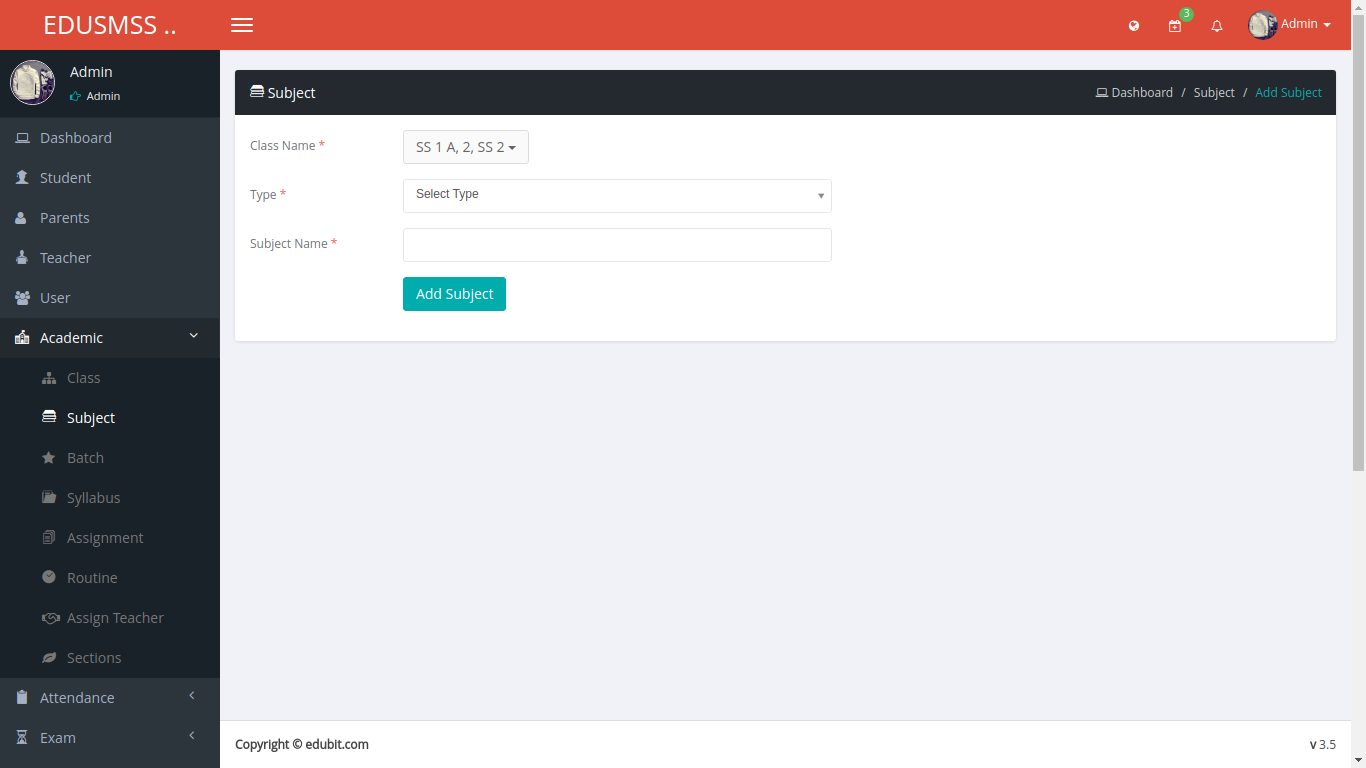 EDUSMSS ..
3
Admin
Admin
Admin
Dashboard
Student
Parents
Teacher
User
Academic
Class
Subject
Batch
Syllabus
Assignment
Routine
Assign Teacher
Sections
Attendance
Exam
Subject
Dashboard / Subject / Add Subject
Class Name *
SS 1 A, 2, SS 2
Type *
Select Type
Subject Name *
Add Subject
Copyright © edubit.com
v 3.5